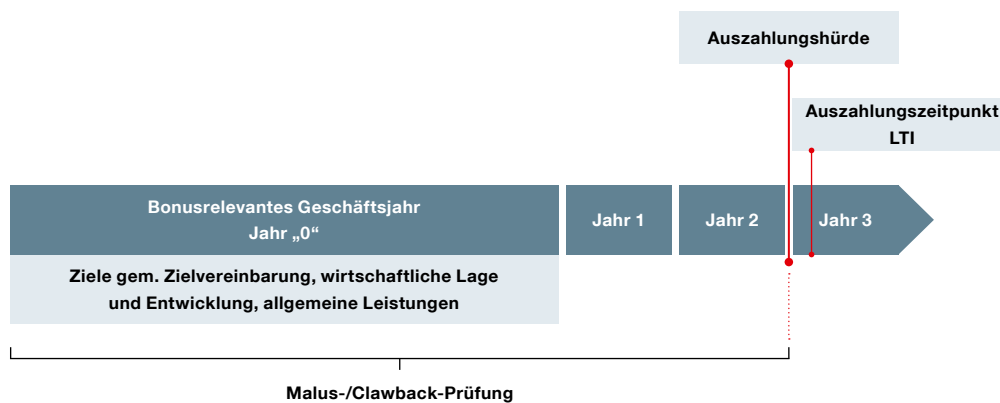 Auszahlungshürde
Auszahlungszeitpunkt
LTI
Bonusrelevantes Geschäftsjahr
Jahr „0“
Jahr 1
Jahr 2
Jahr 3
Ziele gem. Zielvereinbarung, wirtschaftliche Lage
und Entwicklung, allgemeine Leistungen
Malus-/Clawback-Prüfung